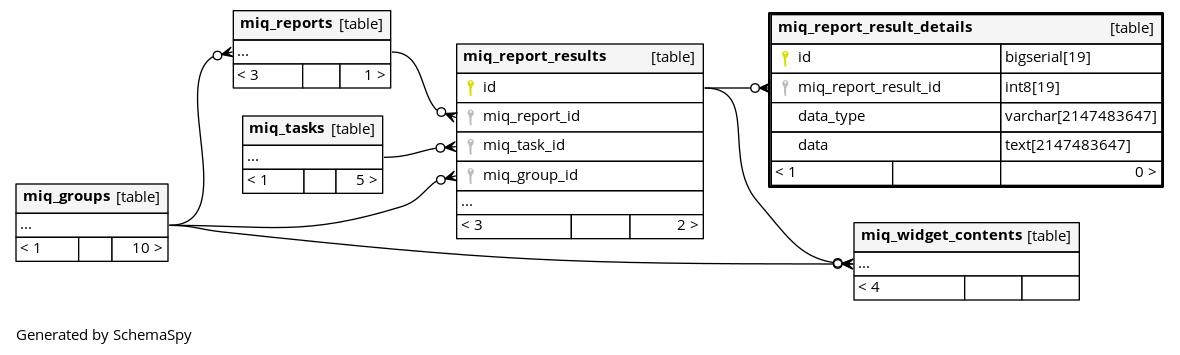 miq_reports [table]
...
< 3 1 >
miq_tasks [table]
...
< 1 5 >
miq_groups [table]
...
< 1 10 >
miq_report_results [table]
id
miq_report_id
miq_task_id
miq_group_id
...
< 3 2 >
miq_report_result_details [table]
id bigserial[19]
miq_report_result_id int8[19]
data_type varchar[2147483647]
data text[2147483647]
< 1 0 >
miq_widget_contents [table]
...
< 4
Generated by SchemaSpy